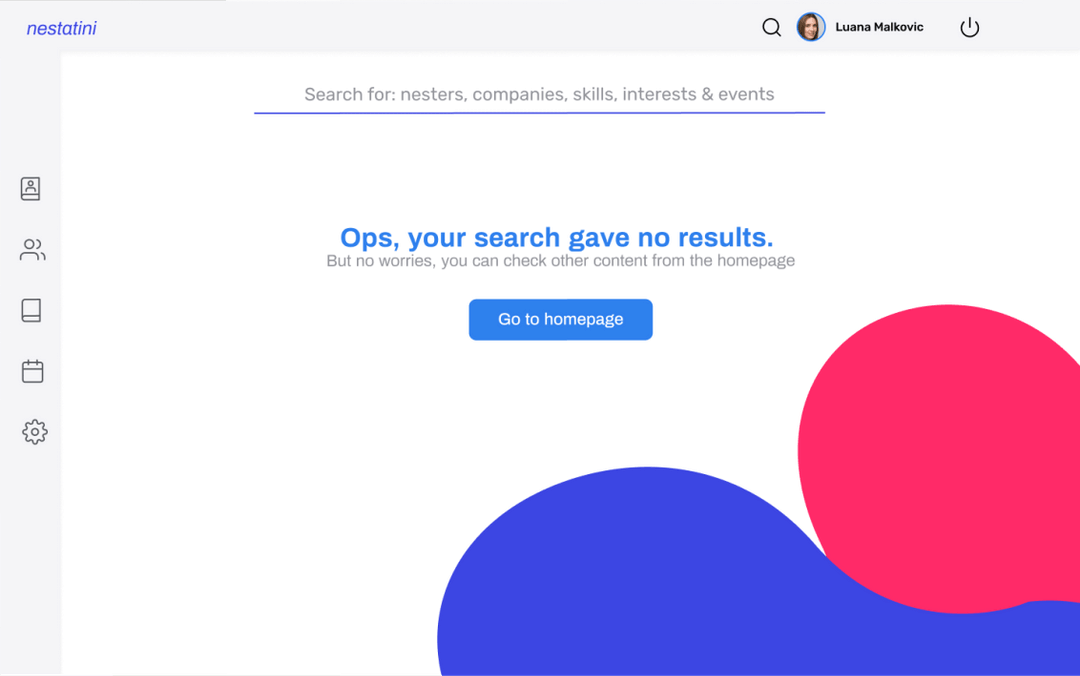 nestatini
Luana Malkovic
Search for: nesters, companies, skills, interests & events
Ops, your search gave no results.
But no worries, you can check other content from the homepage
Go to homepage